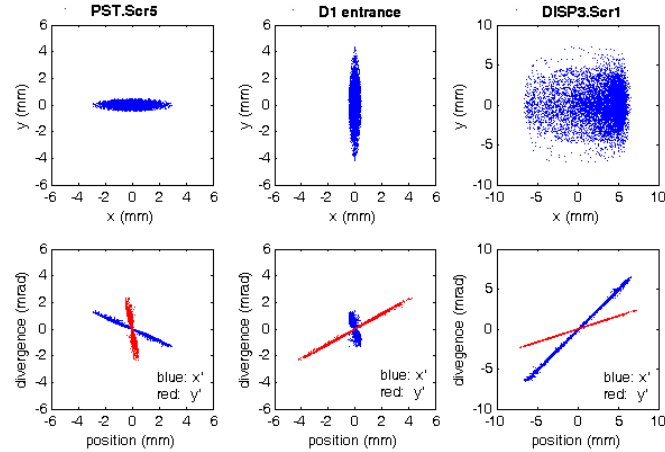 PST.Scr5
D1 entrance
DISP3.Scr1
6
4
2
0
-2
-4
-6
y (mm)
-6 -4 -2 0 2 4 6
x (mm)
6
4
2
0
-2
-4
-6
y (mm)
-6 -4 -2 0 2 4 6
x (mm)
10
5
0
-5
-10
y (mm)
-10 -5 0 5 10
x (mm)
6
4
2
0
-2
-4
-6
divergence (mrad)
blue: x'
red: y'
-6 -4 -2 0 2 4 6
position (mm)
6
4
2
0
-2
-4
-6
divergence (mrad)
blue: x'
red: y'
-6 -4 -2 0 2 4 6
position (mm)
10
5
0
-5
-10
divergence (mrad)
blue: x'
red: y'
-10 -5 0 5 10
position (mm)